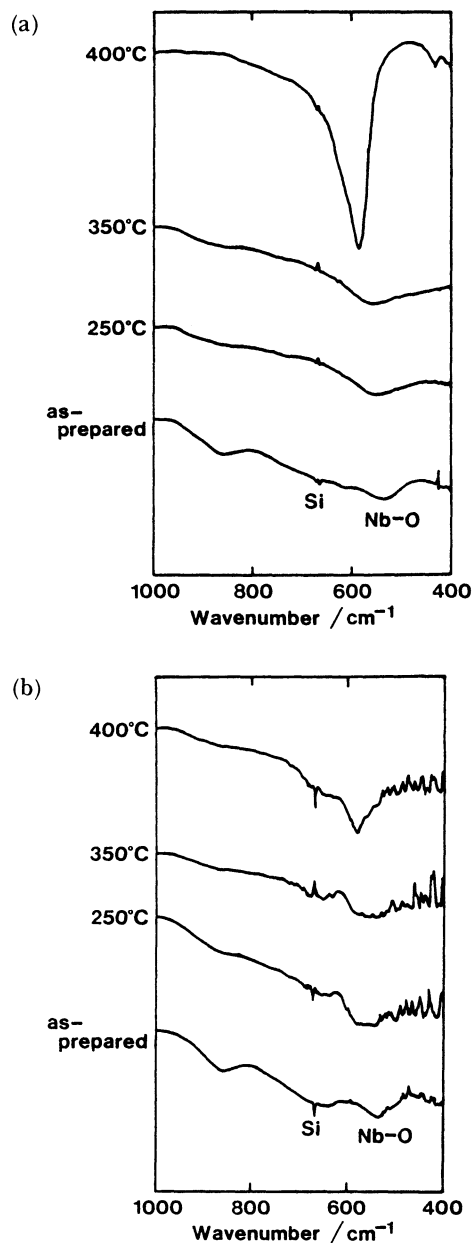 (a)
400°C
350°C
250°C
as-
prepared
Si
Nb-O
1000 800 600 400
Wavenumber / cm⁻¹
(b)
400°C
350°C
250°C
as-
prepared
Si
Nb-O
1000 800 600 400
Wavenumber / cm⁻¹